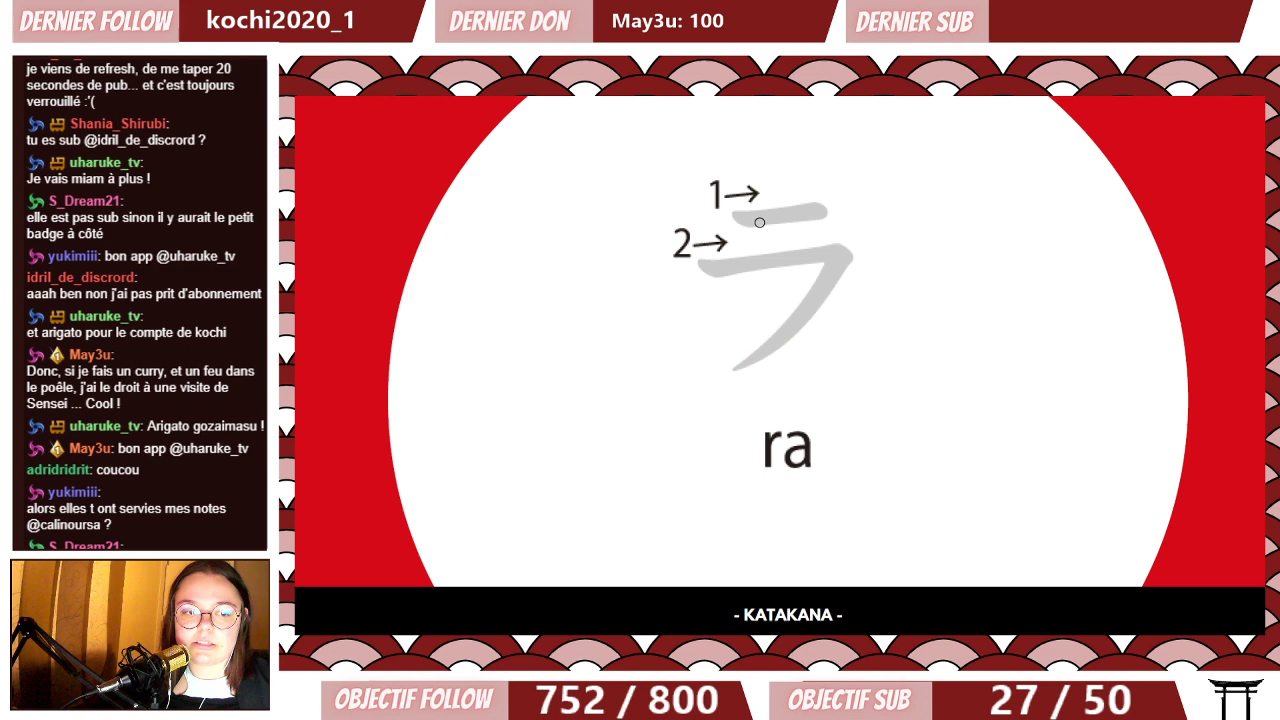 DERNIER FOLLOW
kochi2020_1
DERNIER DON
May3u: 100
DERNIER SUB
je viens de refresh, de me taper 20
secondes de pub... et c'est toujours
verrouillé :'(
Shania_Shirubi:
tu es sub @idril_de_discrord ?
uharuke_tv:
Je vais miam à plus !
S_Dream21:
elle est pas sub sinon il y aurait le petit
badge à côté
yukimiii: bon app @uharuke_tv
idril_de_discrord:
aaah ben non j'ai pas prit d'abonnement
uharuke_tv:
et arigato pour le compte de kochi
May3u:
Donc, si je fais un curry, et un feu dans
le poêle, j'ai le droit à une visite de
Sensei ... Cool !
uharuke_tv: Arigato gozaimasu !
May3u: bon app @uharuke_tv
adridridrit: coucou
yukimiii:
alors elles t ont servies mes notes
@calinoursa ?
S_Dream21:
1→
2→
ラ
ra
- KATAKANA -
OBJECTIF FOLLOW
752 / 800
OBJECTIF SUB
27 / 50